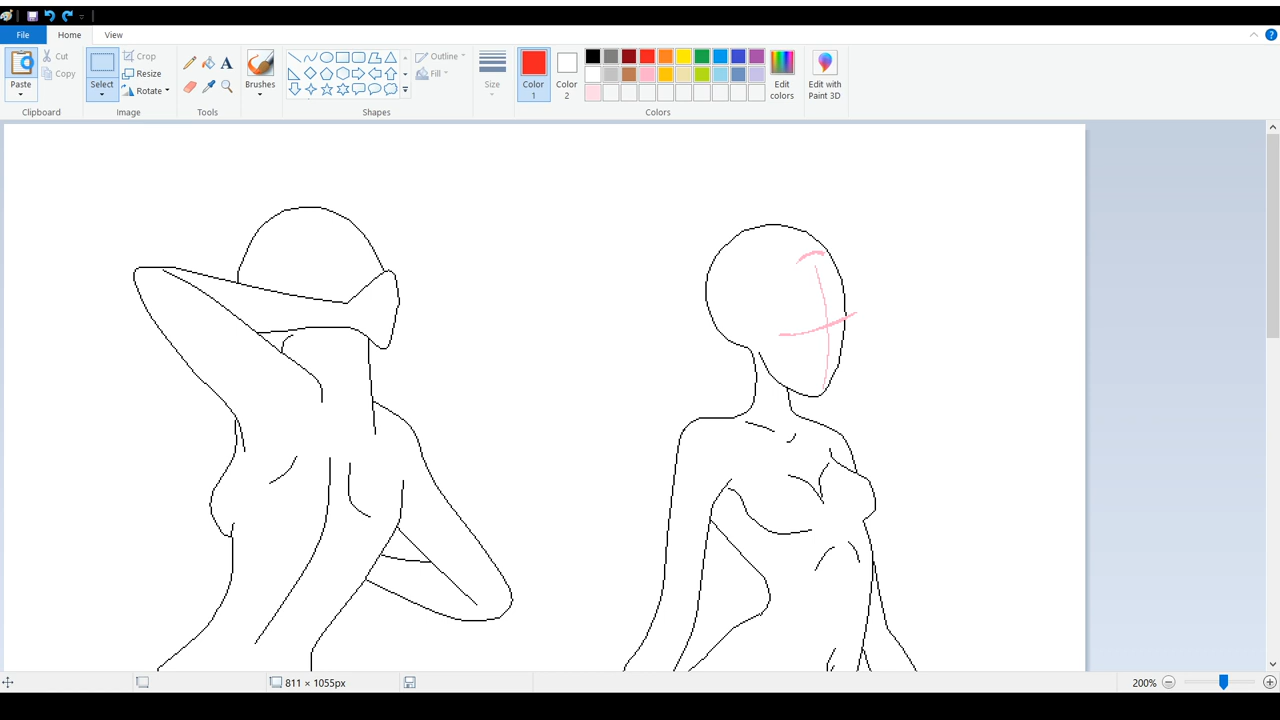 File Home View
Paste Cut Copy
Select Crop Resize Rotate
A
Brushes
Outline Fill
Size
Color 1
Color 2
Edit colors
Edit with Paint 3D
Clipboard Image Tools Shapes Colors
811 × 1055px
200%